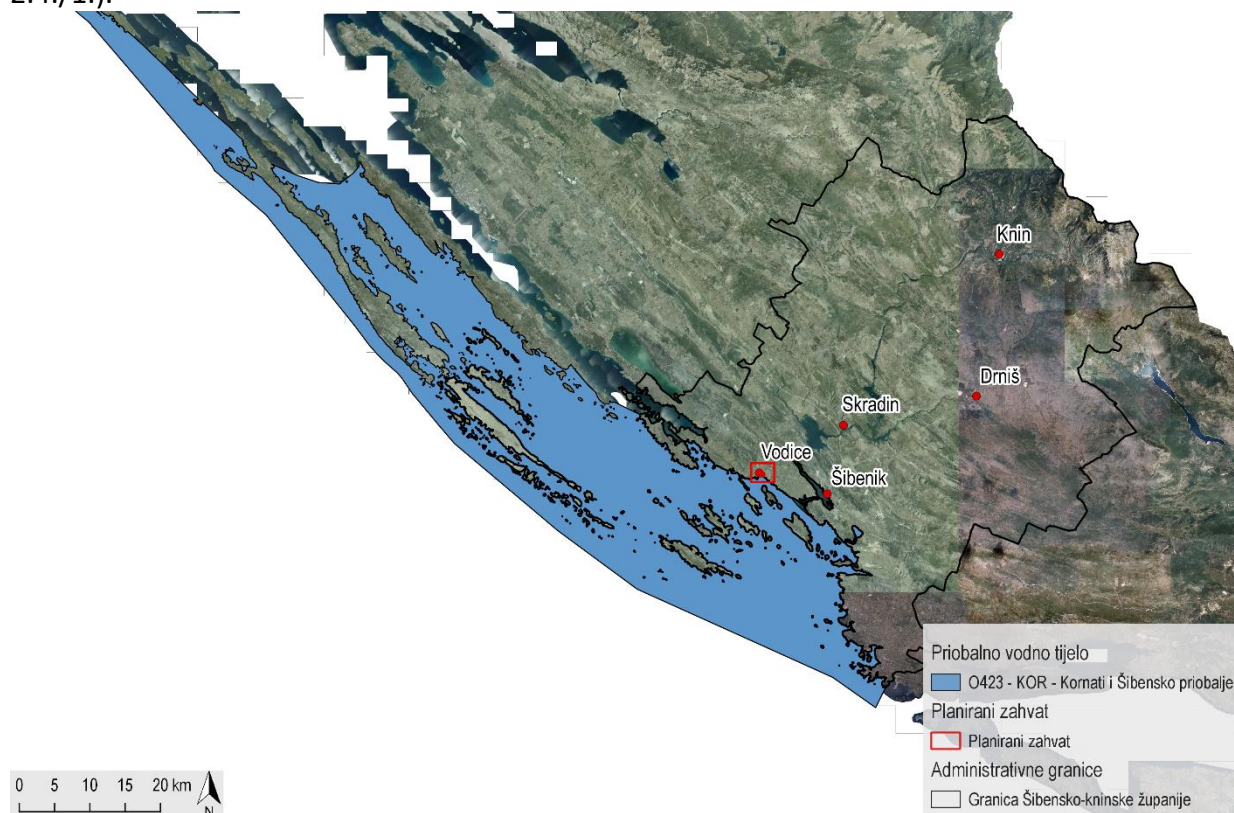 Knin
Drniš
Skradin
Vodice
Šibenik
Priobalno vodno tijelo
O423 - KOR - Kornati i Šibensko priobalje
Planirani zahvat
Planirani zahvat
Administrativne granice
Granica Šibensko-kninske županije
0 5 10 15 20 km
N